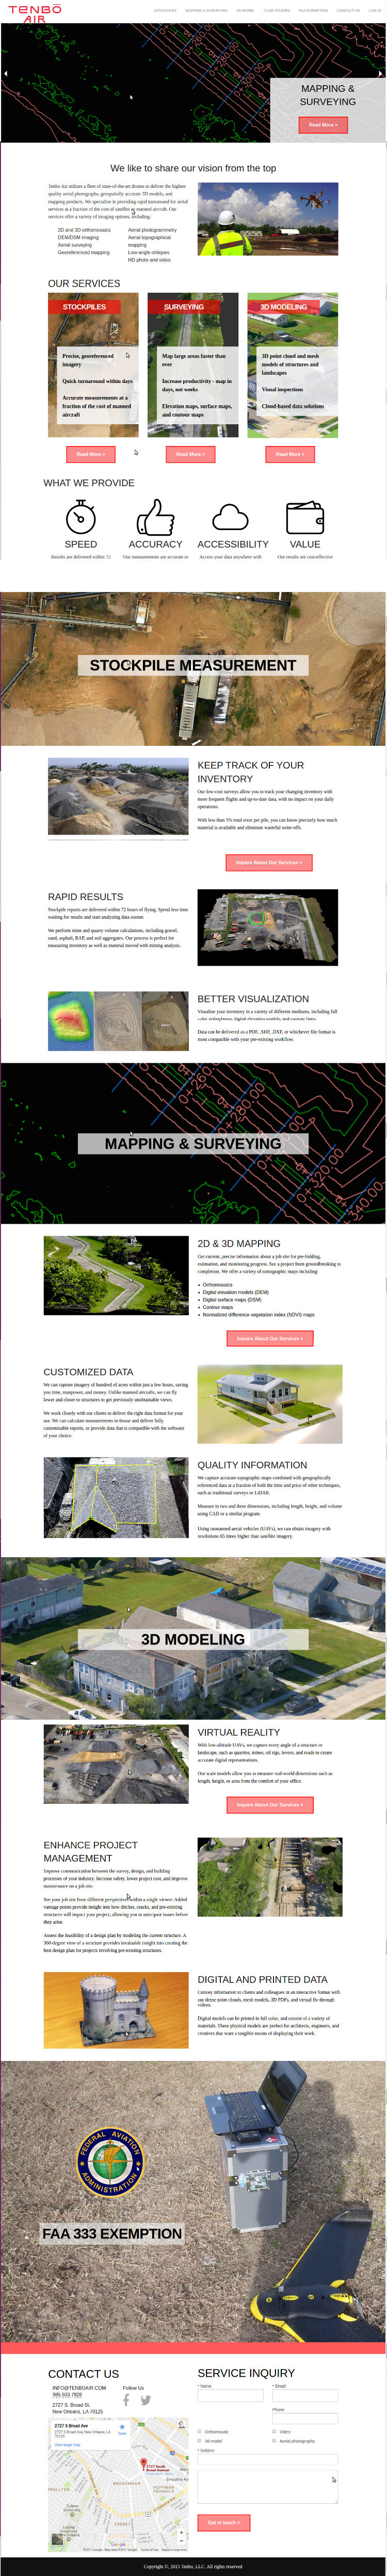 TENBŌ
AIR
STOCKPILES MAPPING & SURVEYING 3D MODEL CASE STUDIES FAA EXEMPTION CONTACT US LOG IN
MAPPING &
SURVEYING
Read More >
We like to share our vision from the top
Tenbo Air utilizes a fleet of state-of-the-art drones to deliver the highest
quality aerial photographs, geospatially accurate 3D models, and
mapping products. We specialize in providing rapid turnaround for aerial
services at a fraction of the cost of satellite or manned aircraft. Our
services offer a variety of imaging options, including:
2D and 3D orthomosaics
DEM/DSM imaging
Aerial surveying
Georeferenced mapping
Aerial photogrammetry
Aerial topographical
mapping
Low-angle obliques
HD photo and video
OUR SERVICES
STOCKPILES
Precise, georeferenced
imagery
Quick turnaround within days
Accurate measurements at a
fraction of the cost of manned
aircraft
Read More >
SURVEYING
Map large areas faster than
ever
Increase productivity - map in
days, not weeks
Elevation maps, surface maps,
and contour maps
Read More >
3D MODELING
3D point cloud and mesh
models of structures and
landscapes
Visual inspections
Cloud-based data solutions
Read More >
WHAT WE PROVIDE
SPEED
Results are delivered within 72
ACCURACY
Our measurements are accurate to
ACCESSIBILITY
Access your data anywhere with
VALUE
Our results are cost-effective
STOCKPILE MEASUREMENT
KEEP TRACK OF YOUR
INVENTORY
Our low-cost surveys allow you to track your changing inventory with
more frequent flights and up-to-date data, with no impact on your daily
operations.
With less than 5% total error per pile, you can know precisely how much
material is available and eliminate wasteful write-offs.
Inquire About Our Services >
RAPID RESULTS
Stockpile reports are delivered within 72 hours of flying. Spend less time
waiting for results and start analyzing data sooner.
We perform mine and quarry volume calculations, including gravel,
sand, asphalt, RAP, and soil aggregates. Our process is perfect for
measuring inventory as well as material moved with mining analysis.
BETTER VISUALIZATION
Visualize your inventory in a variety of different mediums, including full
color orthophotos, digital elevation models, and contour lines.
Data can be delivered as a PDF, .SHP, .DXF, or whichever file format is
most compatible with your pre-existing workflow.
MAPPING & SURVEYING
2D & 3D MAPPING
Get current, precise information about a job site for pre-bidding,
estimation, and monitoring progress. See a project from groundbreaking to
completion. We offer a variety of tomographic maps including:
Orthomosaics
Digital elevation models (DEM)
Digital surface maps (DSM)
Contour maps
Normalized difference vegetation index (NDVI) maps
Inquire About Our Services >
CUSTOMIZED DATA
We can capture imagery of hundred of acres within just a few hours, saving
you time, manpower, and money. Unlike manned aircrafts, we can fly
lower and closer to structures to get previously unobtainable views.
We work closely with our clients to deliver the right data format for your
use. We can calculate measurements in-house and deliver fully
customizable reports, or provide data that is compatible with the software
of your choice.
QUALITY INFORMATION
We capture accurate topographic maps combined with geographically
referenced data at a fraction of both the time and price of other techniques,
such as traditional surveys or LiDAR.
Measure in two and three dimensions, including length, height, and volume
using CAD or a similar program.
Using unmanned aerial vehicles (UAVs), we can obtain imagery with
resolutions 65 times higher than satellite imagery.
3D MODELING
VIRTUAL REALITY
With low-altitude UAVs, we capture every angle of a structure or
landscape, such as quarries, mines, oil rigs, levees, and roads to create
accurate digital representations.
Our scale models allow you to measure real-world dimensions such as
length, height, or area from the comfort of your office.
Inquire About Our Services >
ENHANCE PROJECT
MANAGEMENT
Improve communication between the survey, design, and building
processes of your industry. Increase safety, lower project cost, and improve
maintenance on a job site.
See your job site from different perspectives within a single viewer. Added
vantage points provide insight into how ditches, cracks, and pre-existing
structures will impact your project, allowing you to anticipate issues before
they arise.
Assess the feasibility of a design plan by modeling the current structure. A
360-degree view of a structure provides invaluable insight into creating the
best design plan for projects involving pre-existing structures.
DIGITAL AND PRINTED DATA
Convey information to clients and colleagues in an interactive format with
our dense point clouds, mesh models, 3D PDFs, and virtual fly-through
videos.
Digital models can be printed in full color, and consist of a variety of
materials. These physical models are perfect for architects, engineers, and
creatives that want a tangible means of displaying their work.
FEDERAL AVIATION
ADMINISTRATION
FAA 333 EXEMPTION
CONTACT US
INFO@TENBOAIR.COM
985.503.7828
2727 S. Broad St.
New Orleans, LA 70125
Follow Us
2727 S Broad Ave
2727 S Broad Ave, New Orleans, LA
70125
View larger map
Save
BROADMOOR
HOFFMAN
TRIANGLE
Google
SERVICE INQUIRY
* Name
* Email
Phone
Orthomosaic
Video
3d model
Aerial photography
* Subject
Get in touch >
Copyright ©, 2015 Tenbo, LLC. All rights reserved